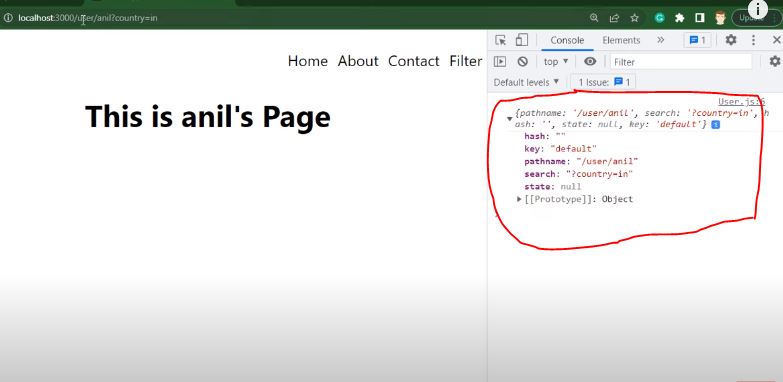 localhost:3000/user/anil?country=in
Update
Home About Contact Filter
This is anil's Page
Console Elements » 1
top ▼ Filter
Default levels ▼ 1 Issue: 1
User.js:6
{pathname: '/user/anil', search: '?country=in', h
ash: '', state: null, key: 'default'} i
hash: ""
key: "default"
pathname: "/user/anil"
search: "?country=in"
state: null
[[Prototype]]: Object